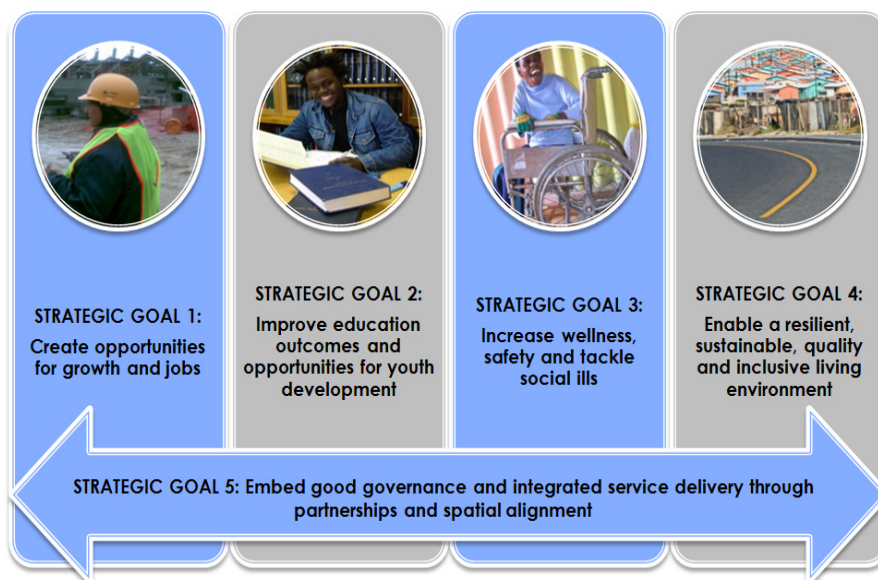 STRATEGIC GOAL 1:
Create opportunities
for growth and jobs
STRATEGIC GOAL 2:
Improve education
outcomes and
opportunities for youth
development
STRATEGIC GOAL 3:
Increase wellness,
safety and tackle
social ills
STRATEGIC GOAL 4:
Enable a resilient,
sustainable, quality
and inclusive living
environment
STRATEGIC GOAL 5: Embed good governance and integrated service delivery through
partnerships and spatial alignment